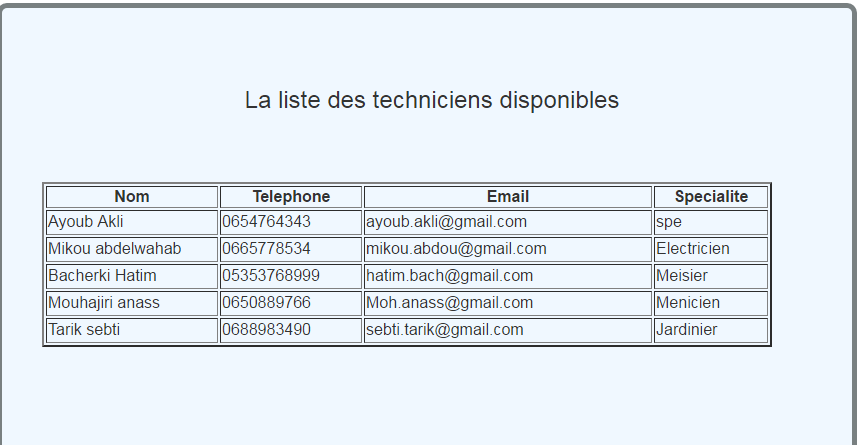 La liste des techniciens disponibles
Nom Telephone Email Specialite
Ayoub Akli 0654764343 ayoub.akli@gmail.com spe
Mikou abdelwahab 0665778534 mikou.abdou@gmail.com Electricien
Bacherki Hatim 05353768999 hatim.bach@gmail.com Meisier
Mouhajiri anass 0650889766 Moh.anass@gmail.com Menicien
Tarik sebti 0688983490 sebti.tarik@gmail.com Jardinier